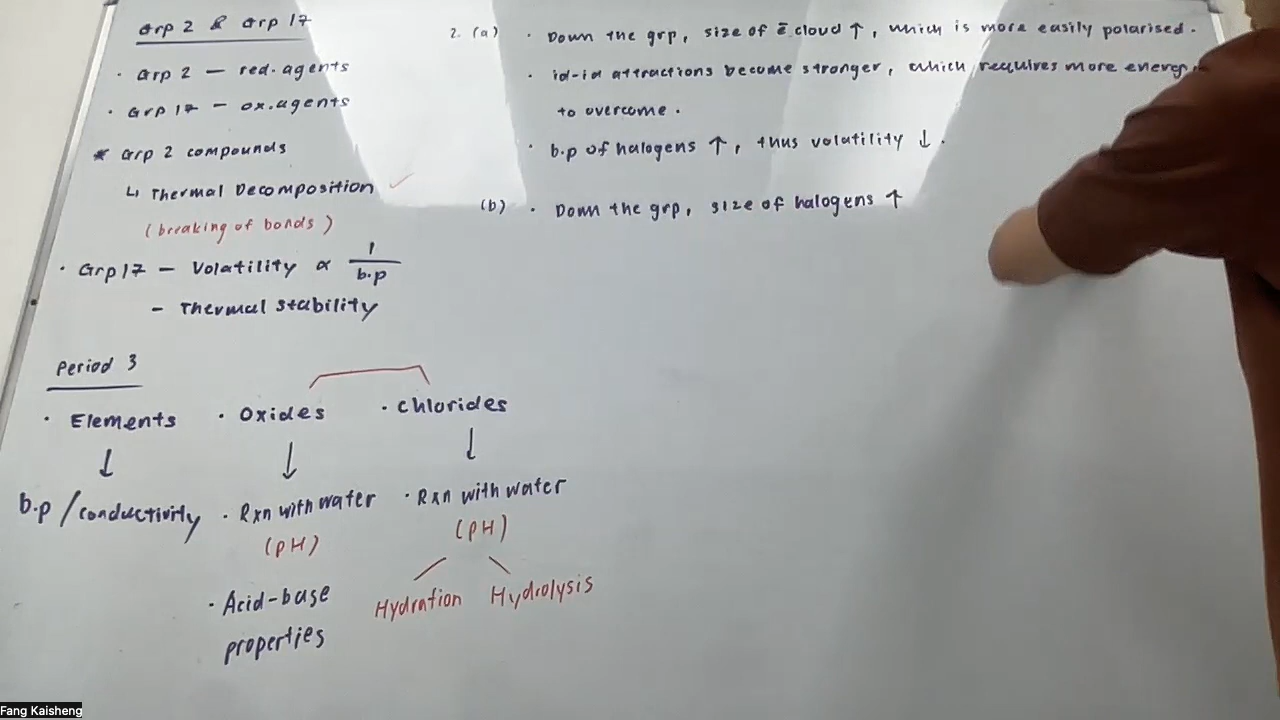 Grp 2 & Grp 17
· Grp 2 — red. agents
· Grp 17 — ox. agents
* Grp 2 compounds
↳ Thermal Decomposition ✓
(breaking of bonds)
· Grp 17 — Volatility ∝ 1/b.p
— Thermal stability
Period 3
· Elements · Oxides · Chlorides
↓ ↓ ↓
b.p / conductivity · Rxn with water · Rxn with water
(pH) (pH)
· Acid-base Hydration Hydrolysis
properties
2. (a) · Down the grp, size of ē cloud ↑, which is more easily polarised.
· id-id attractions become stronger, which requires more energy
to overcome.
· b.p of halogens ↑, thus volatility ↓.
(b) · Down the grp, size of halogens ↑
Fang Kaisheng